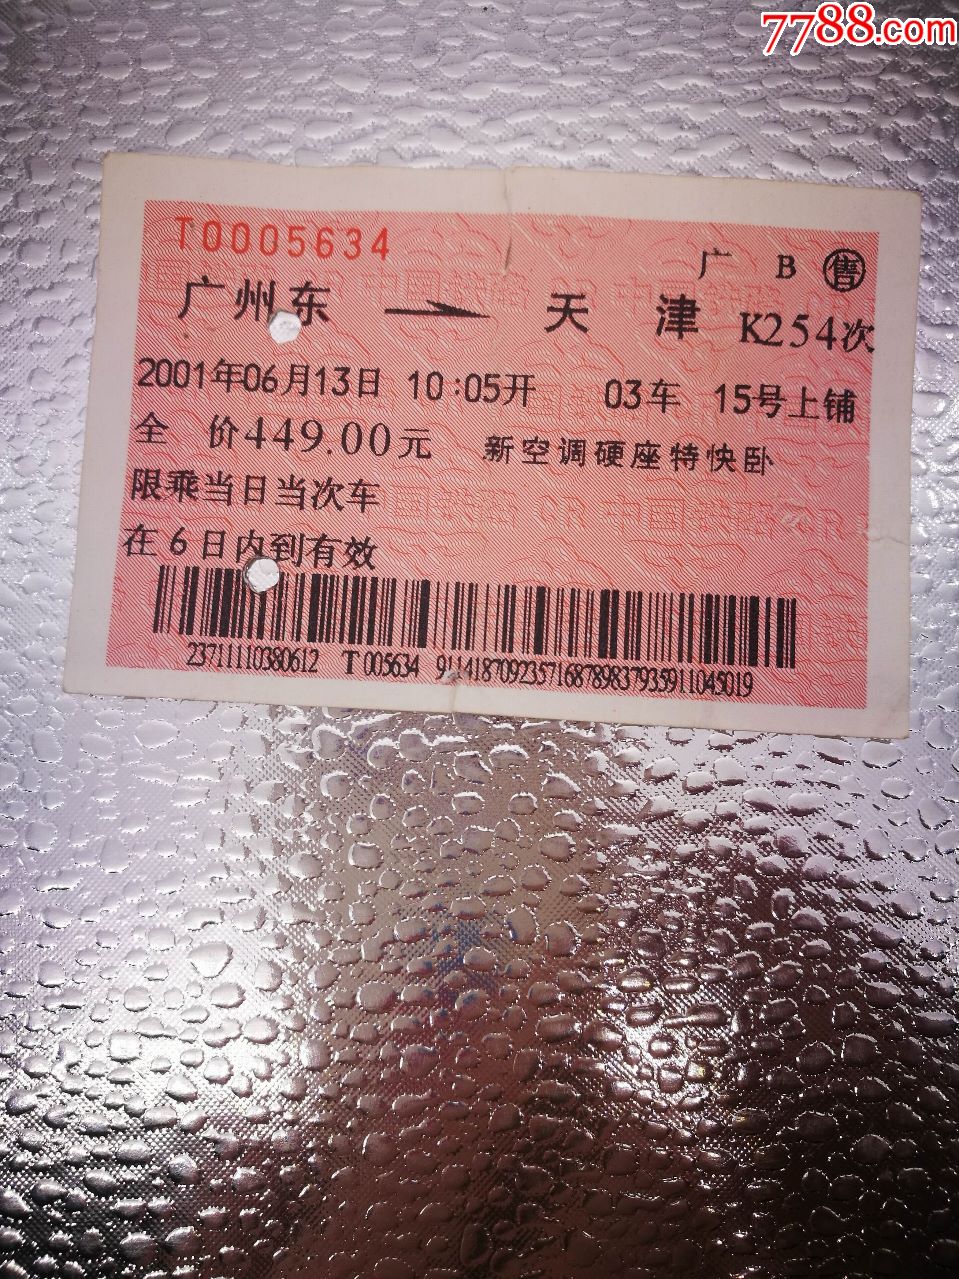 7788.com
T0005634
广 B 售
广州东 天津 K254次
2001年06月13日 10:05开 03车 15号上铺
全 价449.00元 新空调硬座特快卧
限乘当日当次车
在6日内到有效
23711110380612 T 005634 9114187092357168789837935911045019